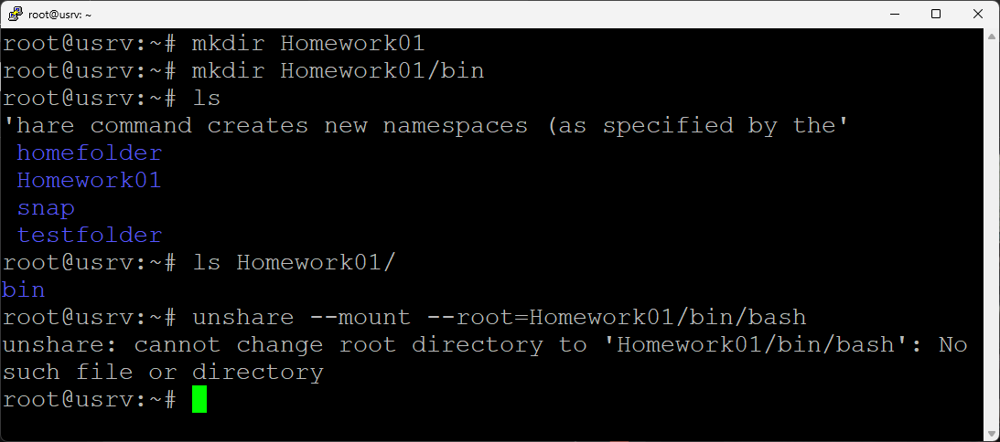 root@usrv: ~
root@usrv:~# mkdir Homework01
root@usrv:~# mkdir Homework01/bin
root@usrv:~# ls
'hare command creates new namespaces (as specified by the'
homefolder
Homework01
snap
testfolder
root@usrv:~# ls Homework01/
bin
root@usrv:~# unshare --mount --root=Homework01/bin/bash
unshare: cannot change root directory to 'Homework01/bin/bash': No
such file or directory
root@usrv:~#